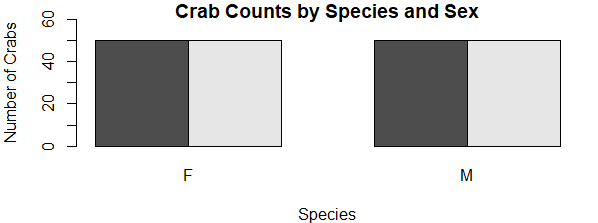 Crab Counts by Species and Sex
Number of Crabs
60
40
20
0
F
M
Species